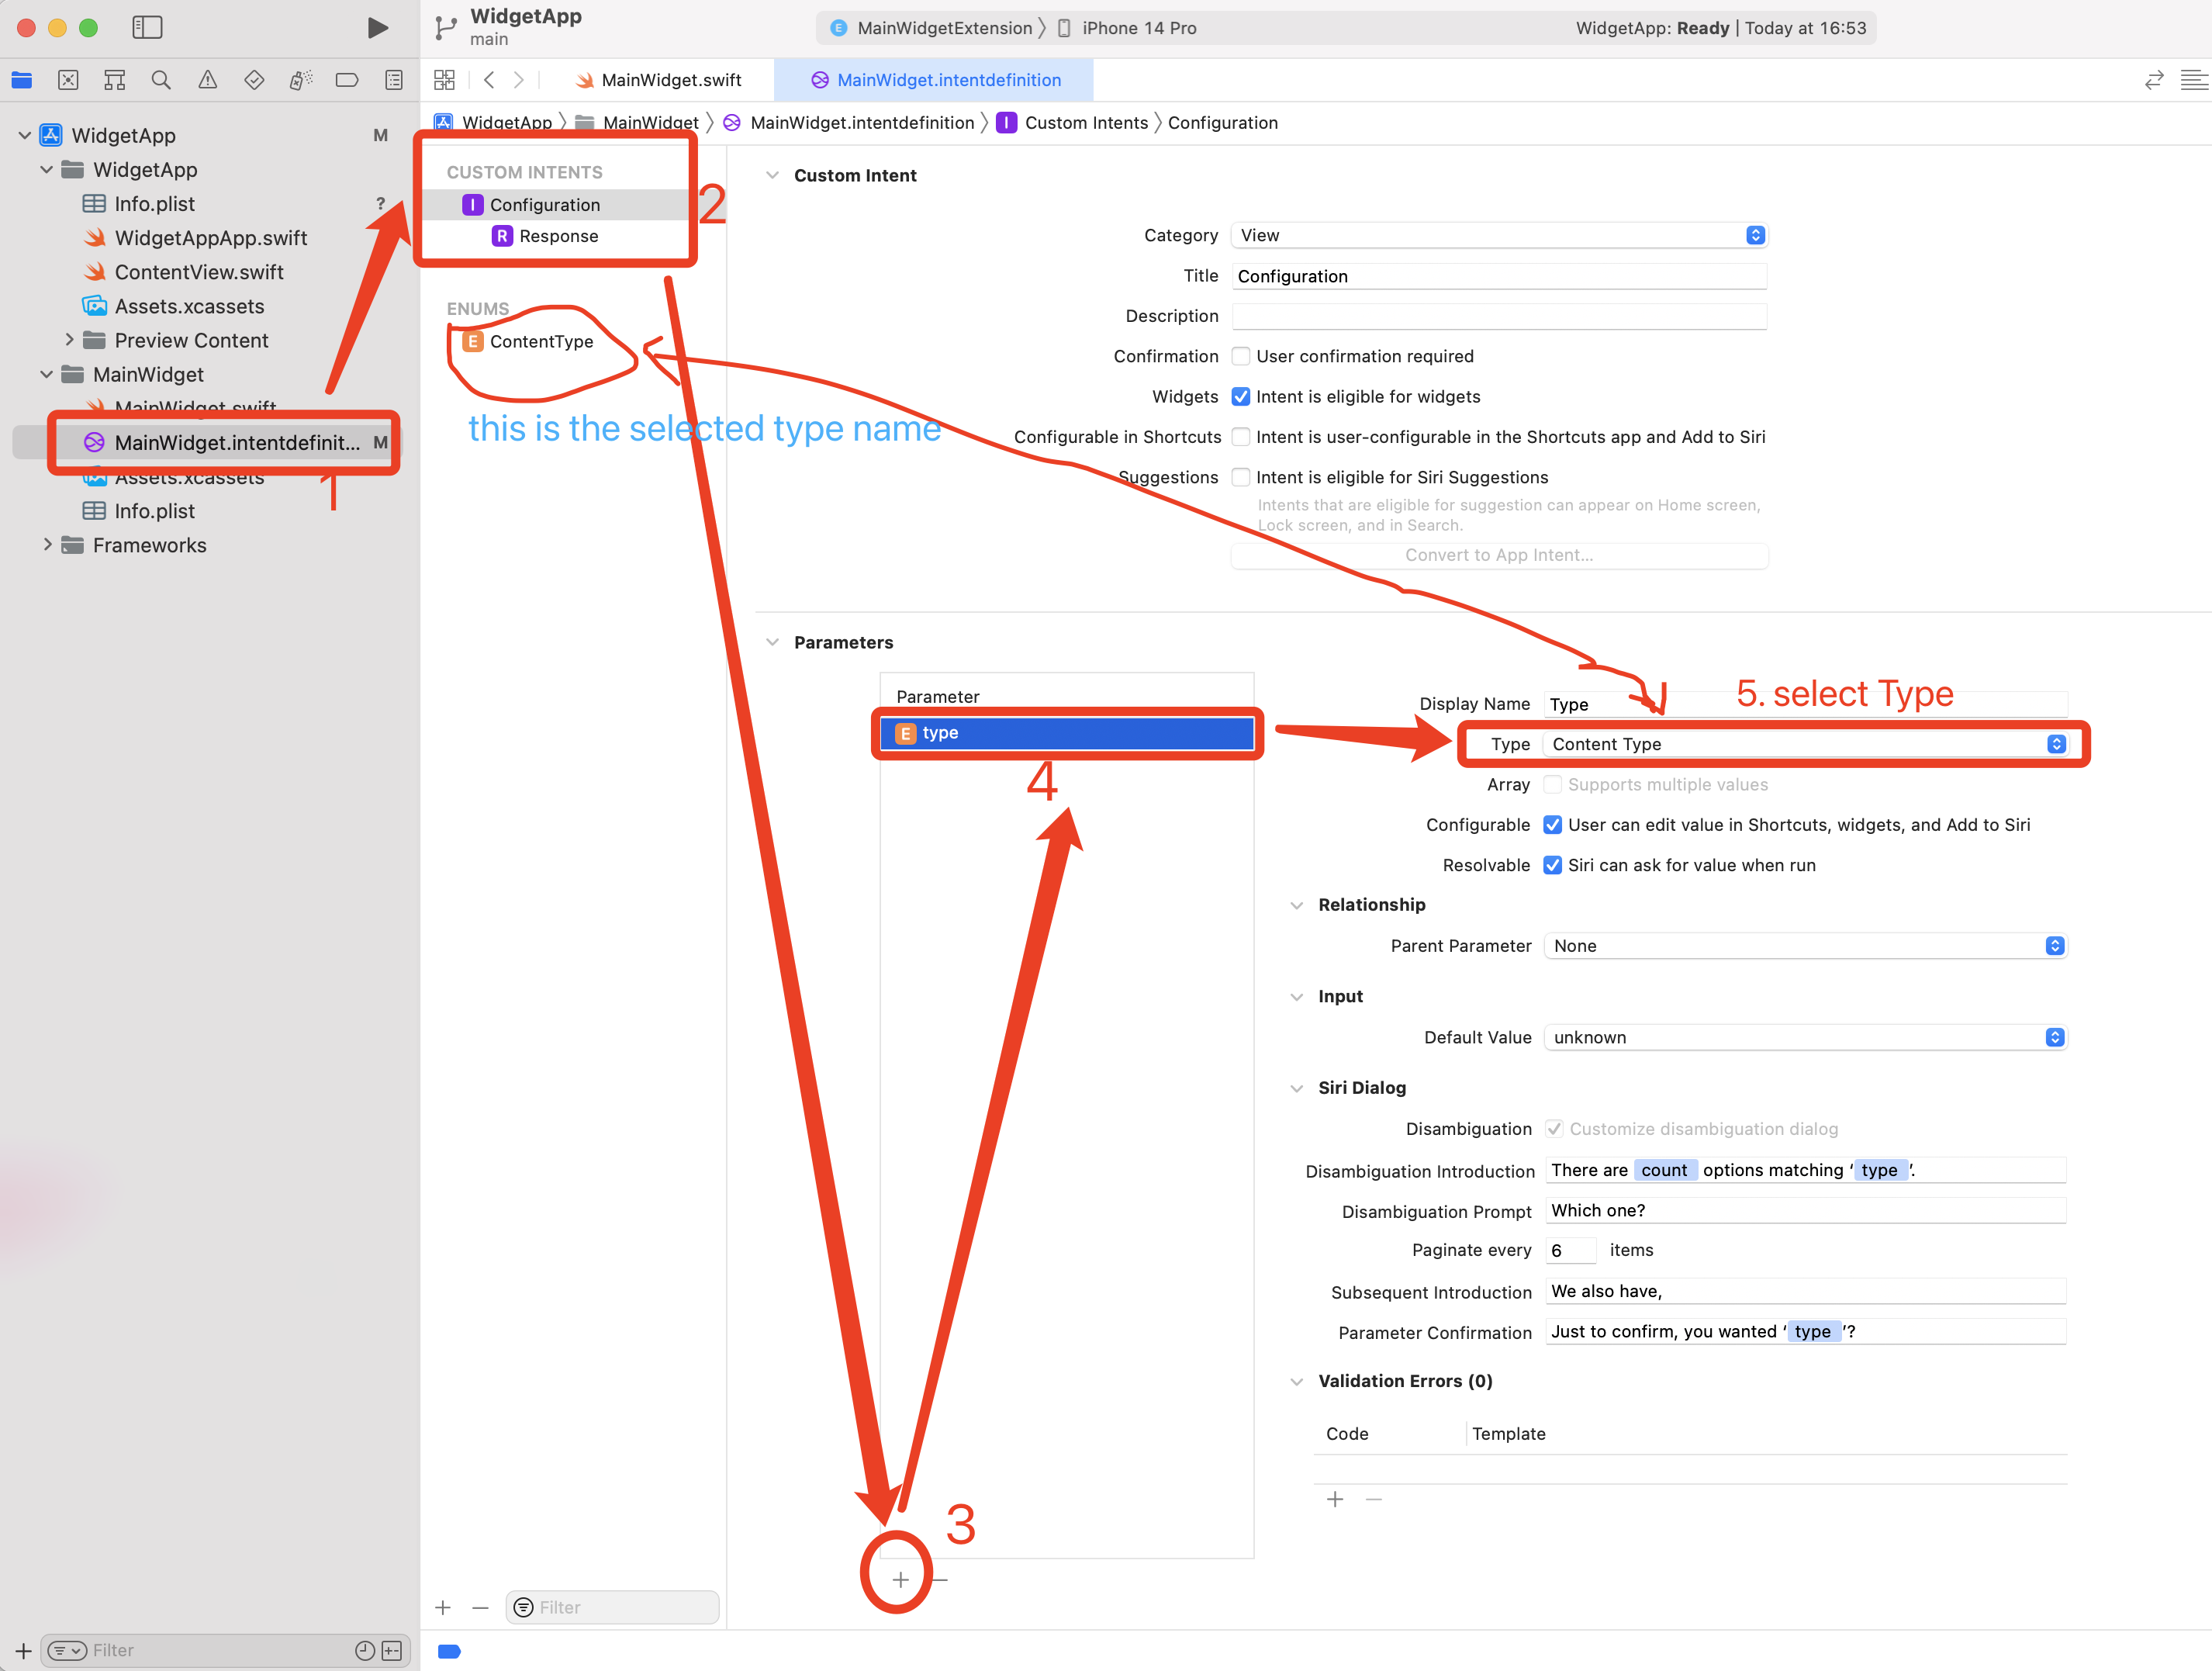 WidgetApp
main
MainWidgetExtension
iPhone 14 Pro
WidgetApp: Ready | Today at 16:53
MainWidget.swift
MainWidget.intentdefinition
WidgetApp
MainWidget
MainWidget.intentdefinition
Custom Intents
Configuration
WidgetApp M
WidgetApp
Info.plist ?
WidgetAppApp.swift
ContentView.swift
Assets.xcassets
Preview Content
MainWidget
MainWidget.swift
MainWidget.intentdefinit... M
Assets.xcassets
1
Info.plist
Frameworks
Filter
CUSTOM INTENTS
I Configuration
R Response
2
ENUMS
E ContentType
this is the selected type name
Filter
Custom Intent
Category View
Title Configuration
Description
Confirmation User confirmation required
Widgets Intent is eligible for widgets
Configurable in Shortcuts Intent is user-configurable in the Shortcuts app and Add to Siri
Suggestions Intent is eligible for Siri Suggestions
Intents that are eligible for suggestion can appear on Home screen,
Lock screen, and in Search.
Convert to App Intent...
Parameters
Parameter
E type
4
3
5. select Type
Display Name Type
Type Content Type
Array Supports multiple values
Configurable User can edit value in Shortcuts, widgets, and Add to Siri
Resolvable Siri can ask for value when run
Relationship
Parent Parameter None
Input
Default Value unknown
Siri Dialog
Disambiguation Customize disambiguation dialog
Disambiguation Introduction There are count options matching ‘ type ’.
Disambiguation Prompt Which one?
Paginate every 6 items
Subsequent Introduction We also have,
Parameter Confirmation Just to confirm, you wanted ‘ type ’?
Validation Errors (0)
Code Template